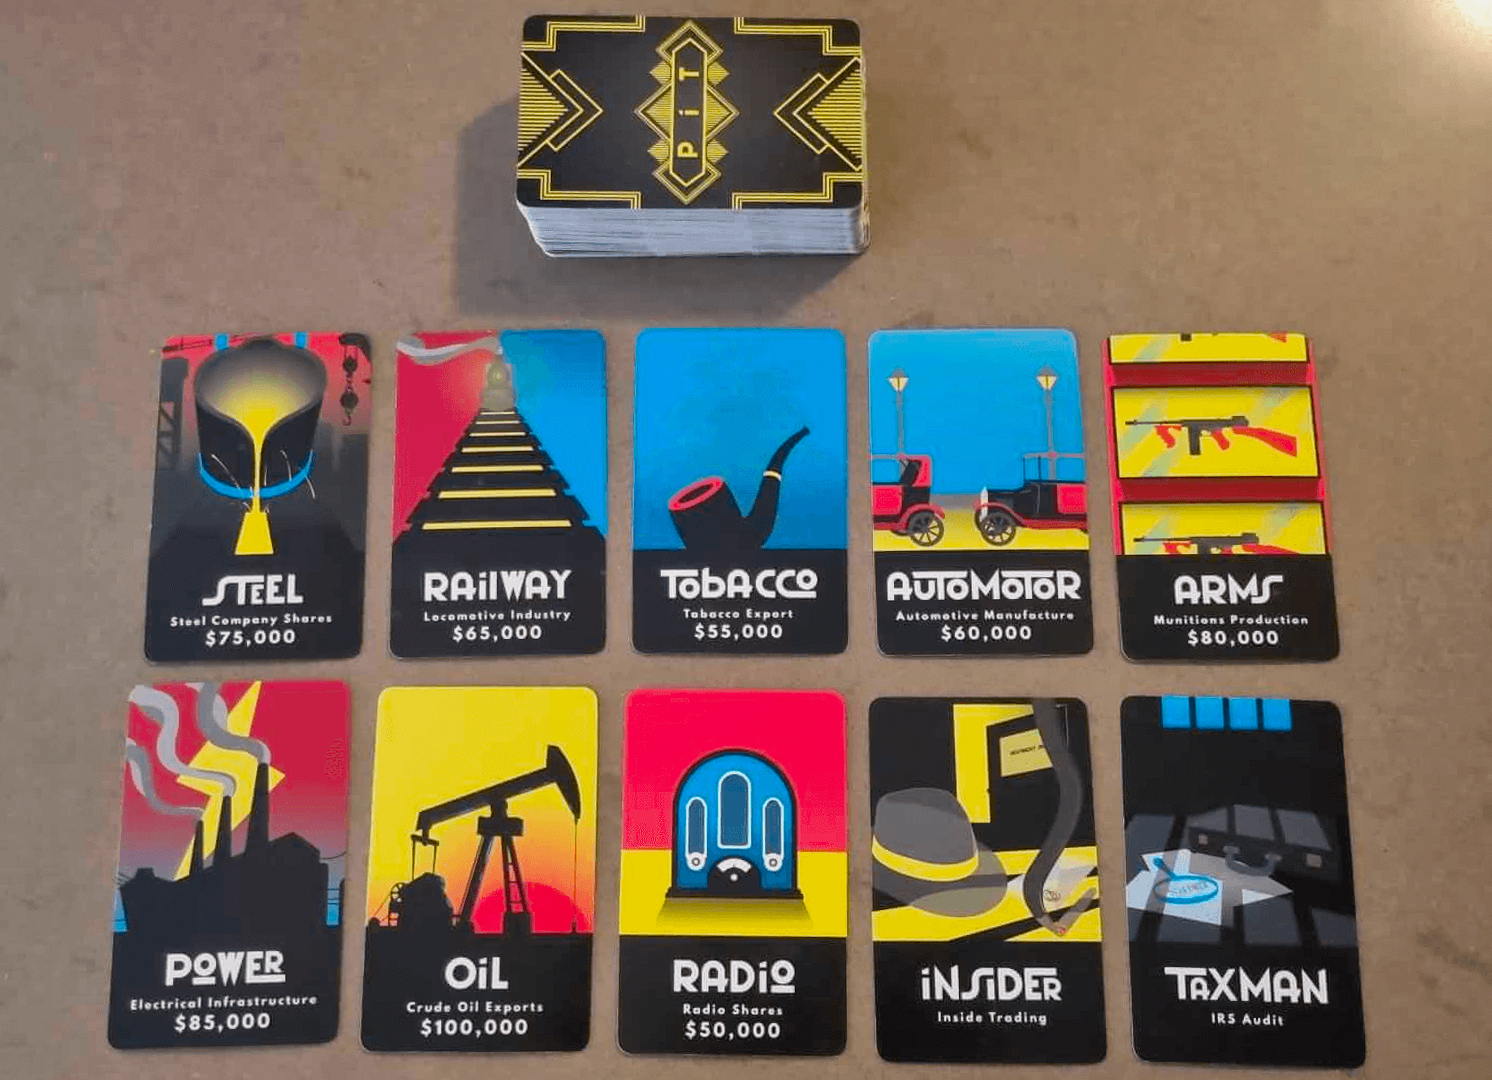 PiT
STEEL
Steel Company Shares
$75,000
RAilWAY
Locomotive Industry
$65,000
TobACCO
Tobacco Export
$55,000
AUTOMOTOR
Automotive Manufacture
$60,000
ARMS
Munitions Production
$80,000
POWER
Electrical Infrastructure
$85,000
OiL
Crude Oil Exports
$100,000
RADiO
Radio Shares
$50,000
iNSiDER
Inside Trading
TAXMAN
IRS Audit